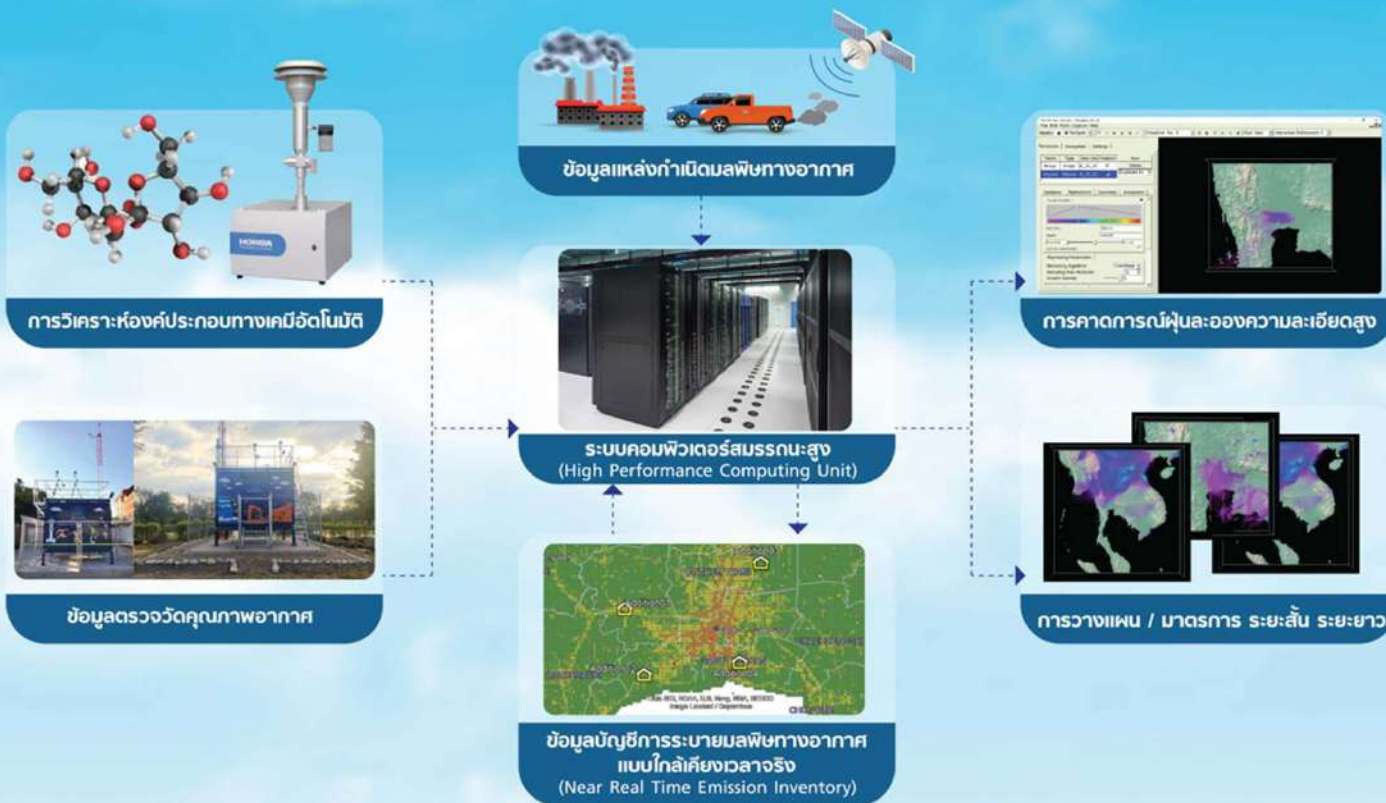 ข้อมูลแหล่งกำเนิดมลพิษทางอากาศ
HORIBA
การวิเคราะห์องค์ประกอบทางเคมีอัตโนมัติ
การคาดการณ์ฝุ่นละอองความละเอียดสูง
ระบบคอมพิวเตอร์สมรรถนะสูง
(High Performance Computing Unit)
ข้อมูลตรวจวัดคุณภาพอากาศ
การวางแผน / มาตรการ ระยะสั้น ระยะยาว
ข้อมูลบัญชีการระบายมลพิษทางอากาศ
แบบใกล้เคียงเวลาจริง
(Near Real Time Emission Inventory)